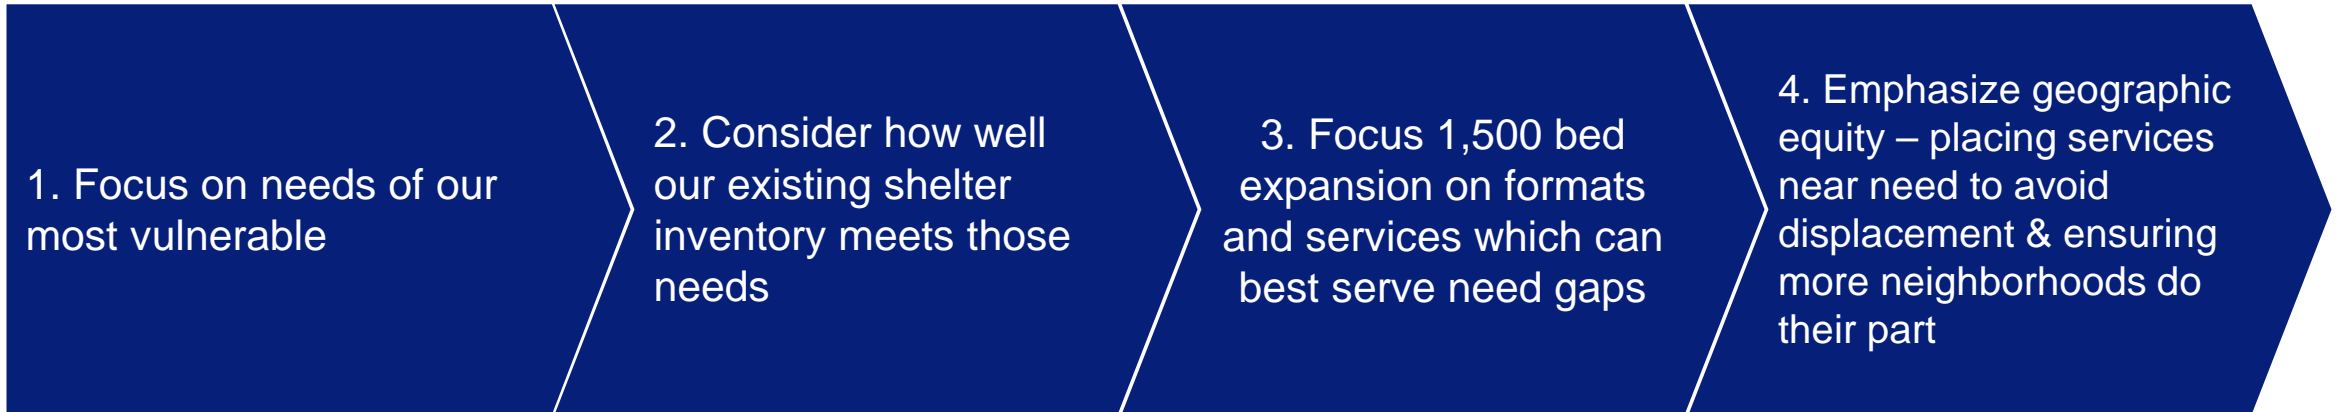 1. Focus on needs of our
most vulnerable
2. Consider how well
our existing shelter
inventory meets those
needs
3. Focus 1,500 bed
expansion on formats
and services which can
best serve need gaps
4. Emphasize geographic
equity – placing services
near need to avoid
displacement & ensuring
more neighborhoods do
their part